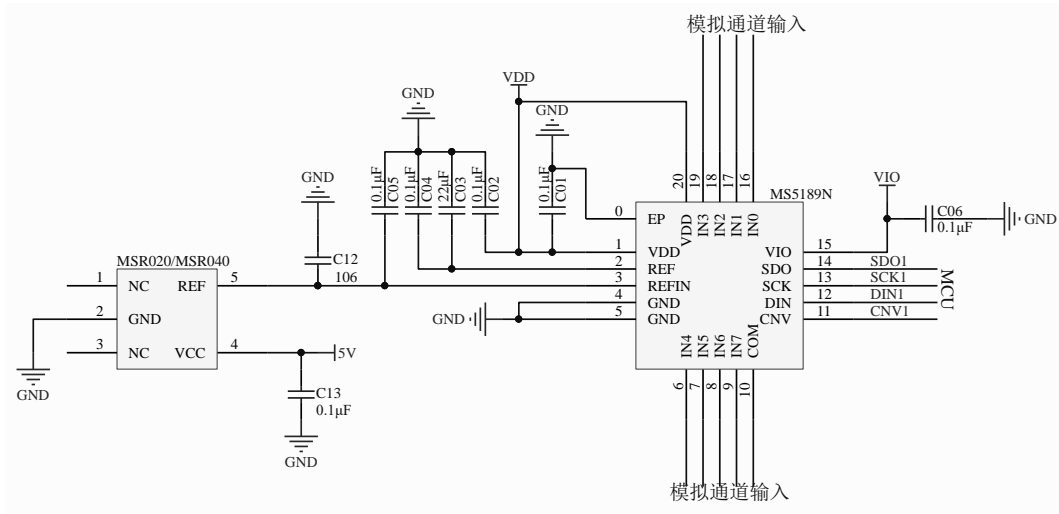 模拟通道输入
VDD
GND
GND
0.1μF
C05
0.1μF
C04
22μF
C03
0.1μF
C02
0.1μF
C01
20
19
18
17
16
MS5189N
VIO
GND
0
EP
VDD
IN3
IN2
IN1
IN0
C06
0.1μF
GND
1
VDD
VIO
15
2
REF
SDO
14
SDO1
3
REFIN
SCK
13
SCK1
4
GND
DIN
12
DIN1
5
GND
CNV
11
CNV1
MCU
GND
C12
106
MSR020/MSR040
1
NC
REF
5
2
GND
3
NC
VCC
4
5V
GND
C13
0.1μF
GND
IN4
IN5
IN6
IN7
COM
6
7
8
9
10
模拟通道输入